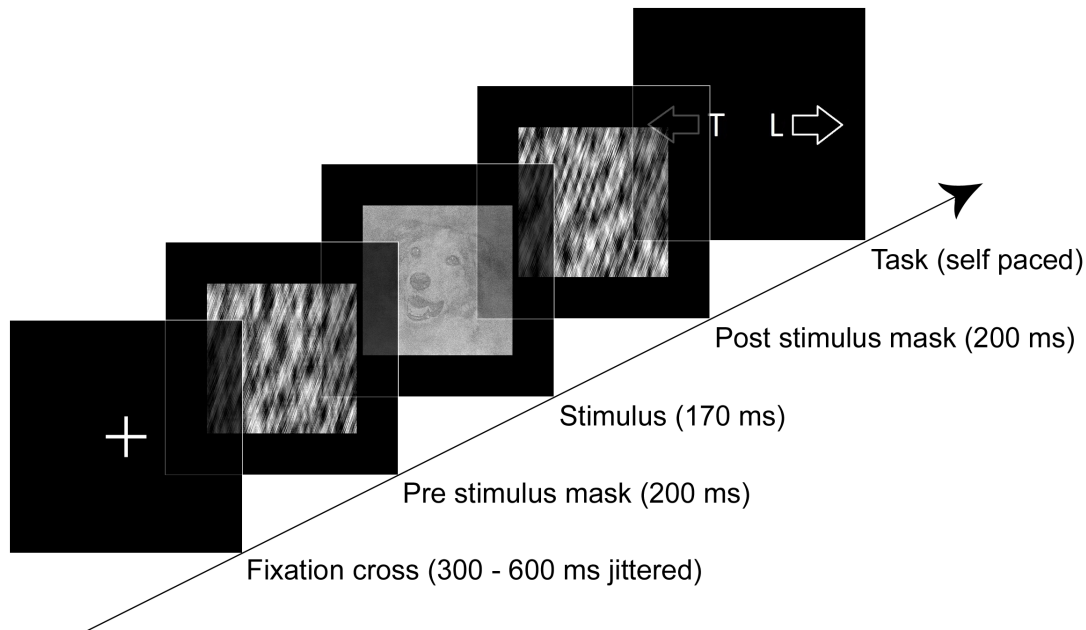 T L
Task (self paced)
Post stimulus mask (200 ms)
Stimulus (170 ms)
Pre stimulus mask (200 ms)
Fixation cross (300 - 600 ms jittered)